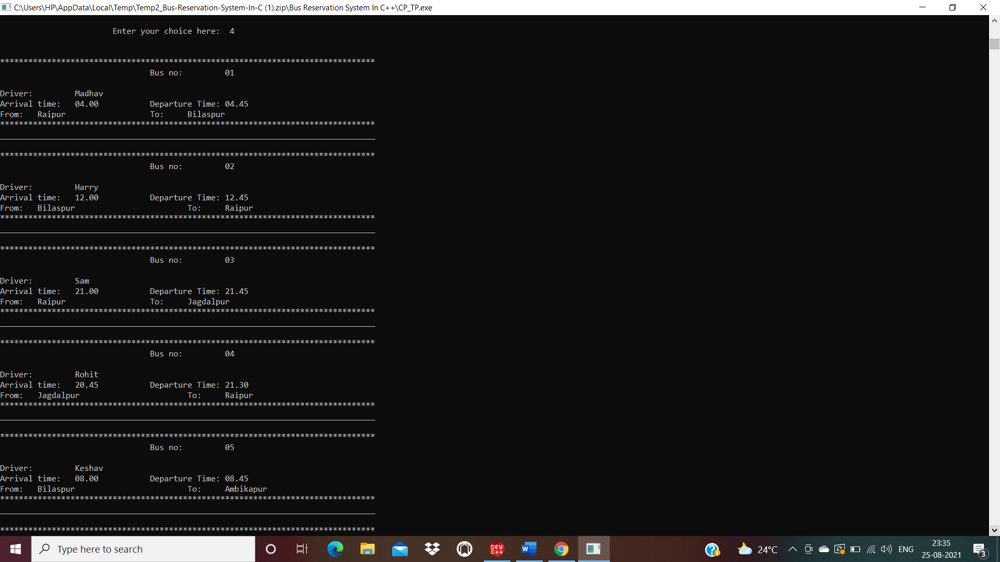 C:\Users\HP\AppData\Local\Temp\Temp2_Bus-Reservation-System-In-C (1).zip\Bus Reservation System In C++\CP_TP.exe
Enter your choice here:  4
********************************************************************************
Bus no: 01
Driver: Madhav
Arrival time: 04.00 Departure Time: 04.45
From: Raipur To: Bilaspur
********************************************************************************
________________________________________________________________________________
********************************************************************************
Bus no: 02
Driver: Harry
Arrival time: 12.00 Departure Time: 12.45
From: Bilaspur To: Raipur
********************************************************************************
________________________________________________________________________________
********************************************************************************
Bus no: 03
Driver: Sam
Arrival time: 21.00 Departure Time: 21.45
From: Raipur To: Jagdalpur
********************************************************************************
________________________________________________________________________________
********************************************************************************
Bus no: 04
Driver: Rohit
Arrival time: 20.45 Departure Time: 21.30
From: Jagdalpur To: Raipur
********************************************************************************
________________________________________________________________________________
********************************************************************************
Bus no: 05
Driver: Keshav
Arrival time: 08.00 Departure Time: 08.45
From: Bilaspur To: Ambikapur
********************************************************************************
________________________________________________________________________________
********************************************************************************
Type here to search
DEV
C++
W
24°C
ENG
23:35
25-08-2021
3